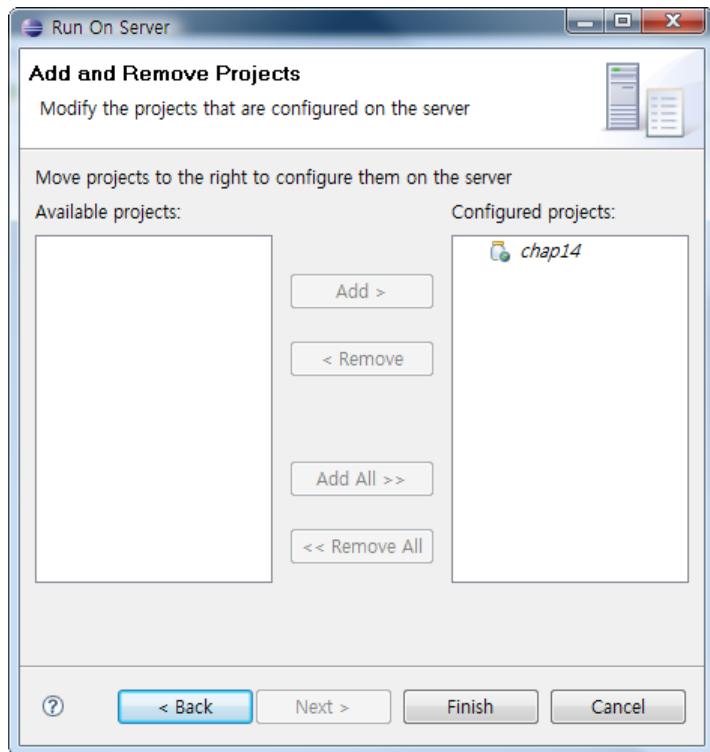 Run On Server
Add and Remove Projects
Modify the projects that are configured on the server
Move projects to the right to configure them on the server
Available projects:
Configured projects:
chap14
Add >
< Remove
Add All >>
<< Remove All
?
< Back
Next >
Finish
Cancel